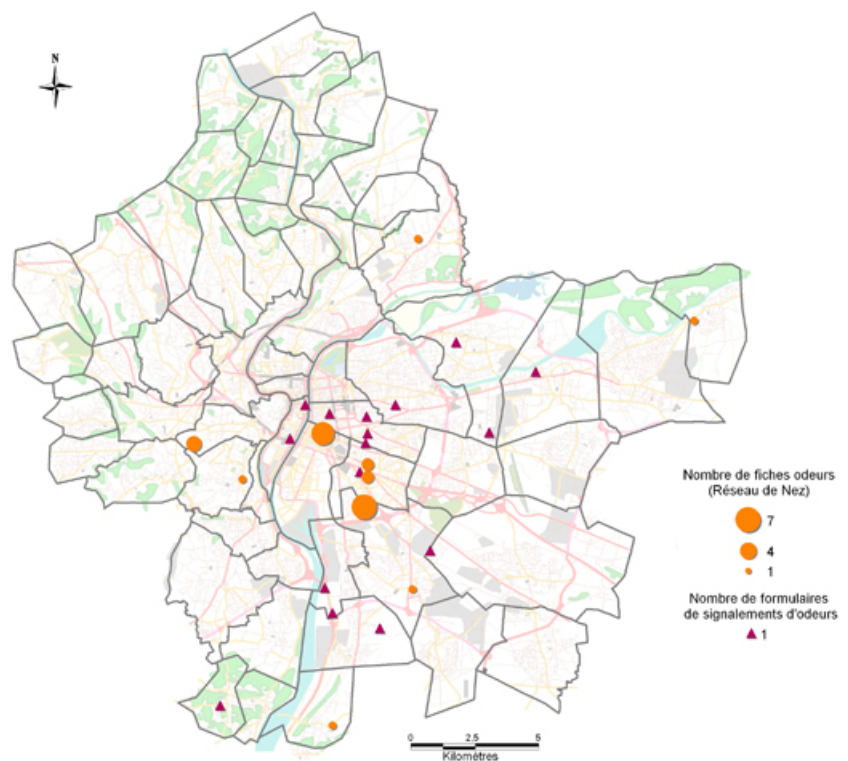 N
Nombre de fiches odeurs
(Réseau de Nez)
7
4
1
Nombre de formulaires
de signalements d'odeurs
1
0 2,5 5
Kilomètres